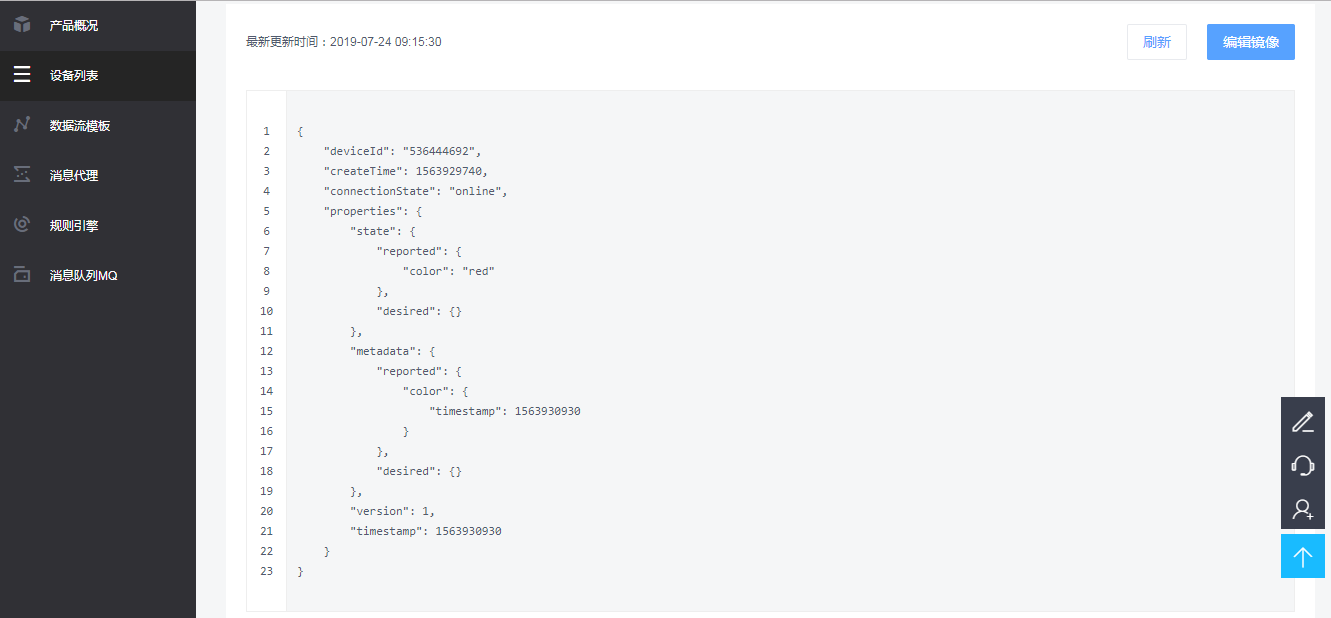 产品概况
设备列表
数据流模板
消息代理
规则引擎
消息队列MQ
最新更新时间：2019-07-24 09:15:30
刷新
编辑镜像
1 {
2 "deviceId": "536444692",
3 "createTime": 1563929740,
4 "connectionState": "online",
5 "properties": {
6 "state": {
7 "reported": {
8 "color": "red"
9 },
10 "desired": {}
11 },
12 "metadata": {
13 "reported": {
14 "color": {
15 "timestamp": 1563930930
16 }
17 },
18 "desired": {}
19 },
20 "version": 1,
21 "timestamp": 1563930930
22 }
23 }